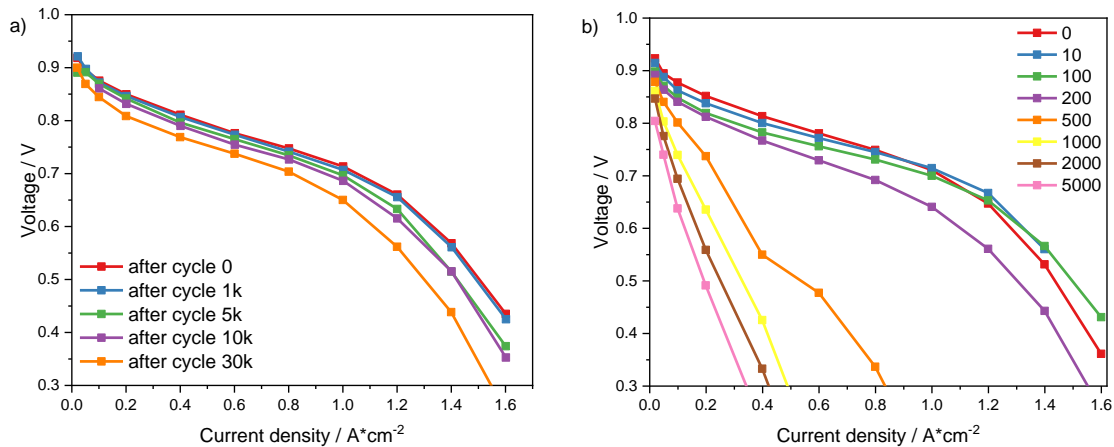 a)
1.0
0.9
0.8
0.7
0.6
0.5
0.4
0.3
Voltage / V
after cycle 0
after cycle 1k
after cycle 5k
after cycle 10k
after cycle 30k
0.0 0.2 0.4 0.6 0.8 1.0 1.2 1.4 1.6
Current density / A*cm-2
b)
1.0
0.9
0.8
0.7
0.6
0.5
0.4
0.3
Voltage / V
0
10
100
200
500
1000
2000
5000
0.0 0.2 0.4 0.6 0.8 1.0 1.2 1.4 1.6
Current density / A*cm-2